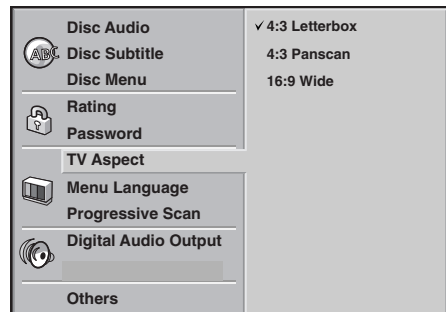 Disc Audio
ABC Disc Subtitle
Disc Menu
Rating
Password
TV Aspect
Menu Language
Progressive Scan
Digital Audio Output
Others
✓ 4:3 Letterbox
4:3 Panscan
16:9 Wide